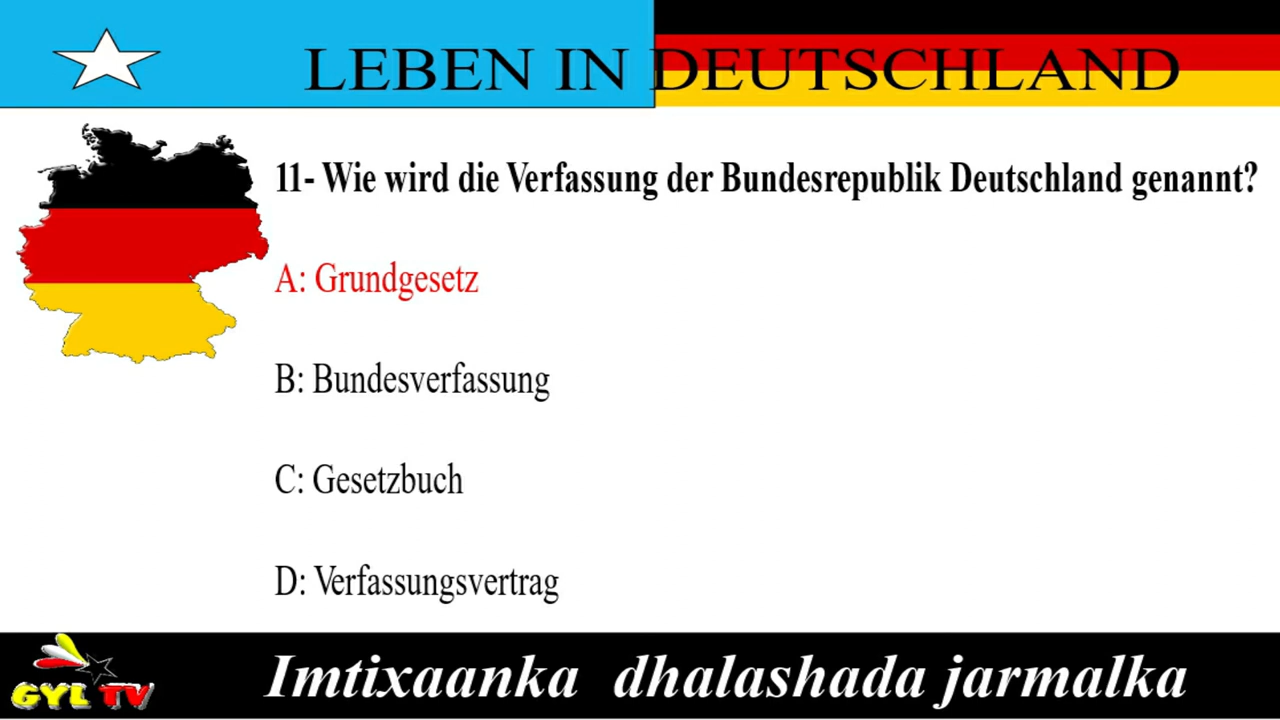 LEBEN IN DEUTSCHLAND
11- Wie wird die Verfassung der Bundesrepublik Deutschland genannt?
A: Grundgesetz
B: Bundesverfassung
C: Gesetzbuch
D: Verfassungsvertrag
GYL TV
Imtixaanka dhalashada jarmalka